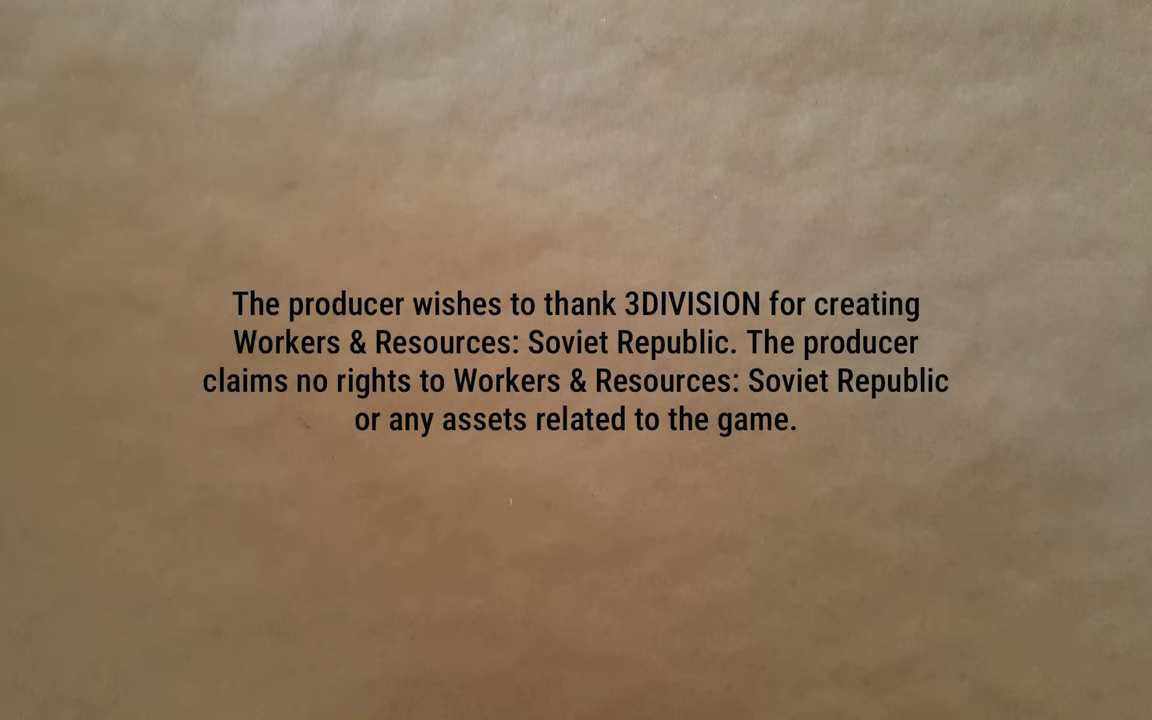 The producer wishes to thank 3DIVISION for creating
Workers & Resources: Soviet Republic. The producer
claims no rights to Workers & Resources: Soviet Republic
or any assets related to the game.